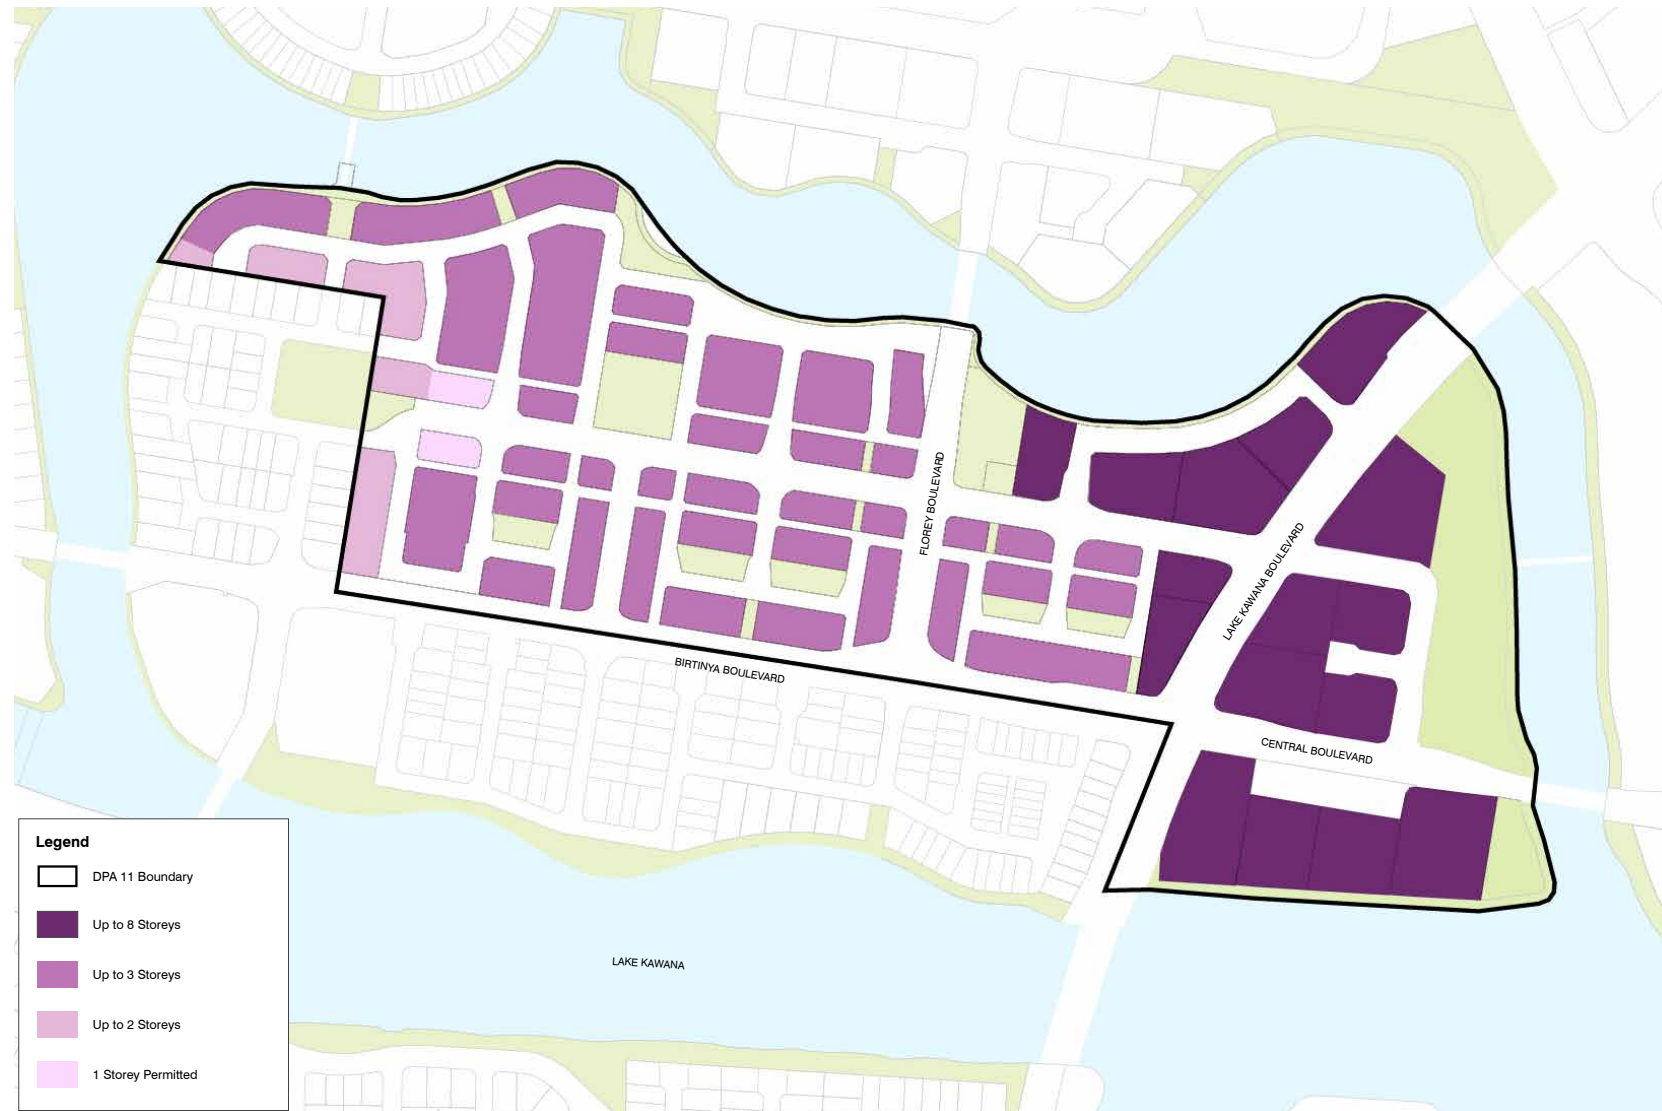 FLOREY BOULEVARD
LAKE KAWANA BOULEVARD
BIRTINYA BOULEVARD
CENTRAL BOULEVARD
LAKE KAWANA
Legend
DPA 11 Boundary
Up to 8 Storeys
Up to 3 Storeys
Up to 2 Storeys
1 Storey Permitted